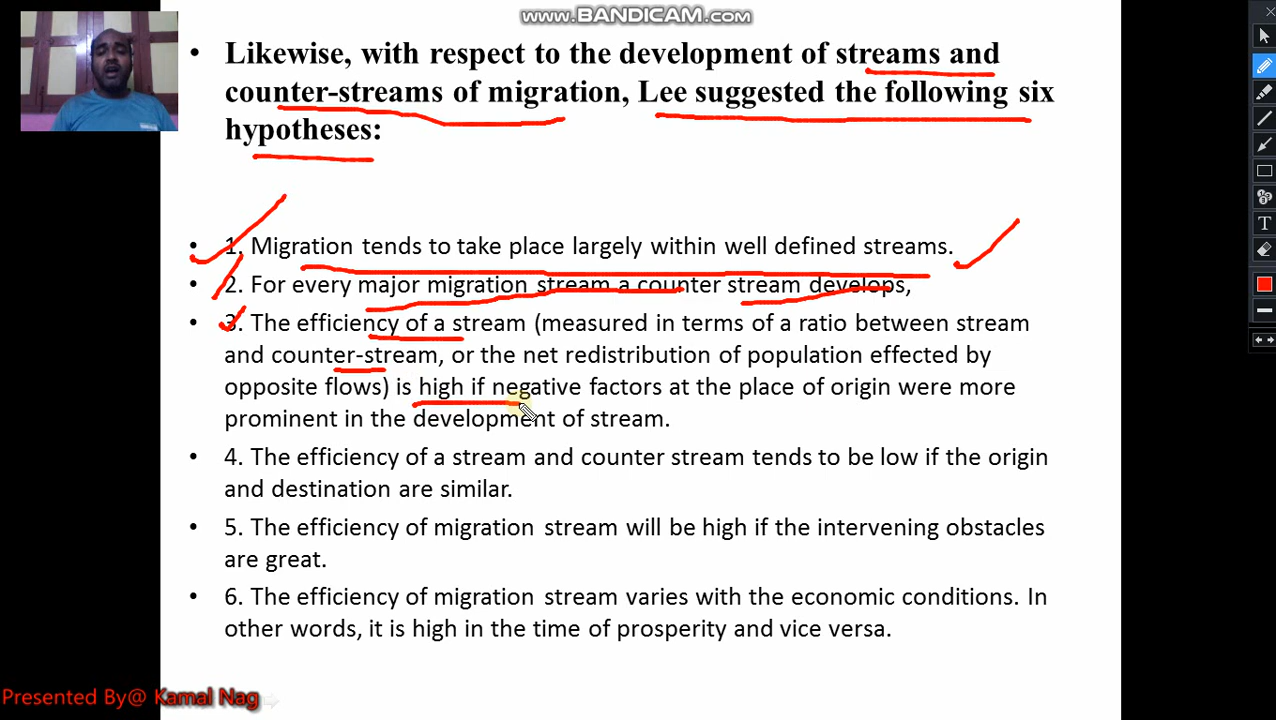 www.BANDICAM.com
• Likewise, with respect to the development of streams and
counter-streams of migration, Lee suggested the following six
hypotheses:
• 1. Migration tends to take place largely within well defined streams.
• 2. For every major migration stream a counter stream develops,
• 3. The efficiency of a stream (measured in terms of a ratio between stream
and counter-stream, or the net redistribution of population effected by
opposite flows) is high if negative factors at the place of origin were more
prominent in the development of stream.
• 4. The efficiency of a stream and counter stream tends to be low if the origin
and destination are similar.
• 5. The efficiency of migration stream will be high if the intervening obstacles
are great.
• 6. The efficiency of migration stream varies with the economic conditions. In
other words, it is high in the time of prosperity and vice versa.
Presented By@ Kamal Nag